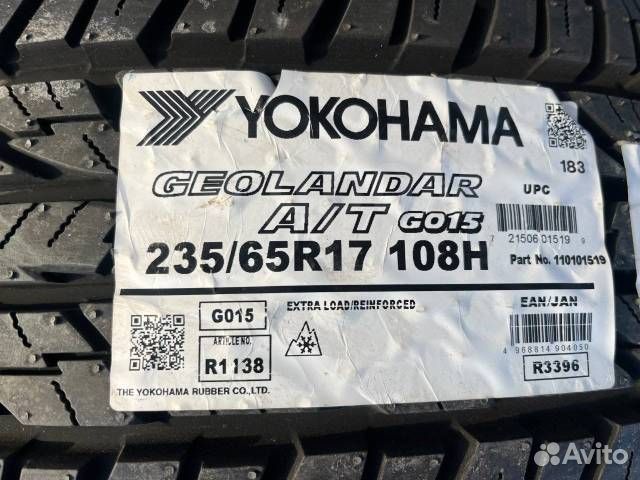 YOKOHAMA
183
GEOLANDAR
A/T G015
UPC
7 21506 01519 9
235/65R17 108H
Part No. 110101519
G015
EXTRA LOAD/REINFORCED
EAN/JAN
ARTICLE NO.
R1138
4 968814 904050
R3396
THE YOKOHAMA RUBBER CO.,LTD.
Avito